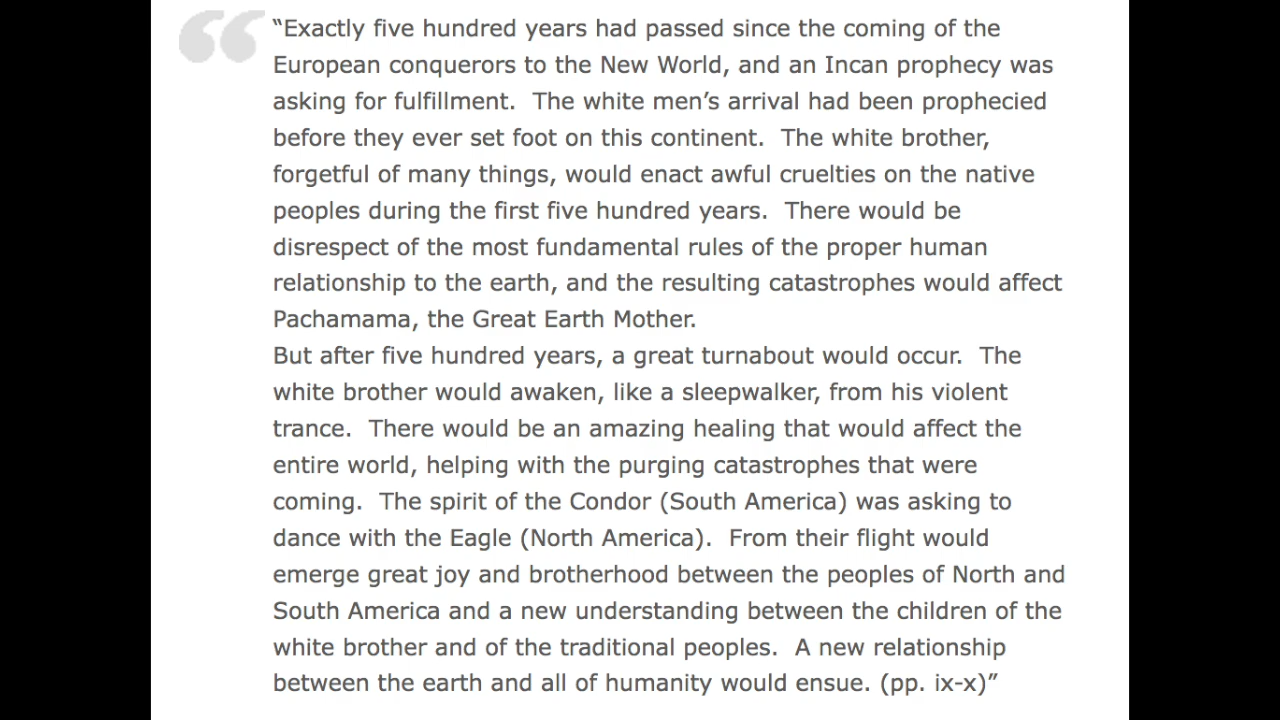 “Exactly five hundred years had passed since the coming of the
European conquerors to the New World, and an Incan prophecy was
asking for fulfillment.  The white men’s arrival had been prophecied
before they ever set foot on this continent.  The white brother,
forgetful of many things, would enact awful cruelties on the native
peoples during the first five hundred years.  There would be
disrespect of the most fundamental rules of the proper human
relationship to the earth, and the resulting catastrophes would affect
Pachamama, the Great Earth Mother.
But after five hundred years, a great turnabout would occur.  The
white brother would awaken, like a sleepwalker, from his violent
trance.  There would be an amazing healing that would affect the
entire world, helping with the purging catastrophes that were
coming.  The spirit of the Condor (South America) was asking to
dance with the Eagle (North America).  From their flight would
emerge great joy and brotherhood between the peoples of North and
South America and a new understanding between the children of the
white brother and of the traditional peoples.  A new relationship
between the earth and all of humanity would ensue. (pp. ix-x)”